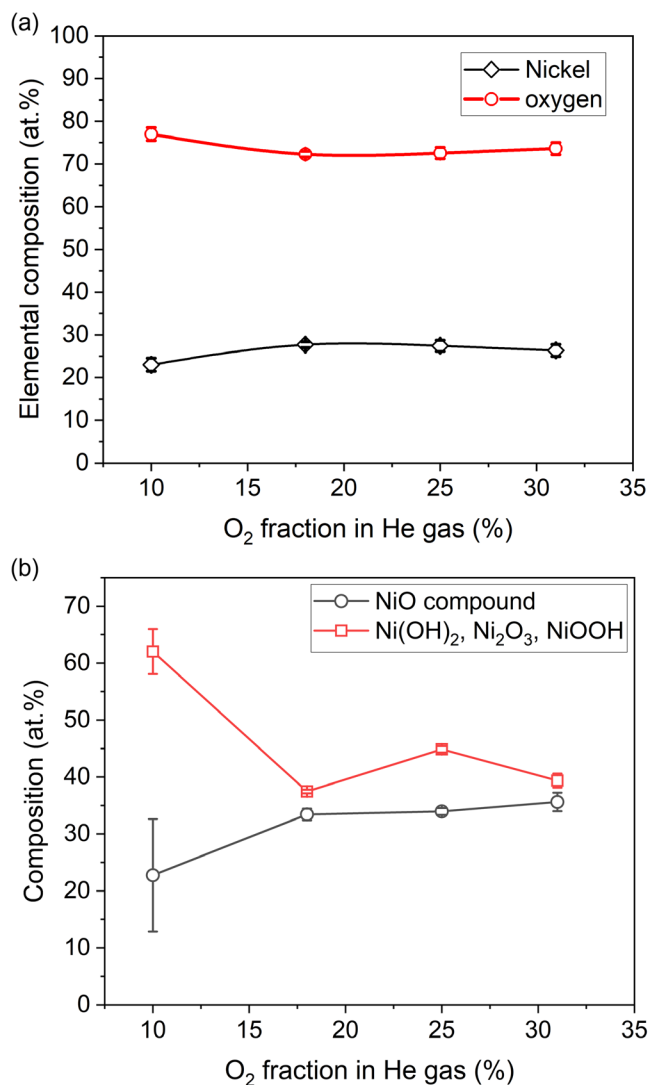 (a)
100
90
80
70
60
50
40
30
20
10
0
Elemental composition (at.%)
Nickel
oxygen
10 15 20 25 30 35
O₂ fraction in He gas (%)
(b)
70
60
50
40
30
20
10
0
Composition (at.%)
NiO compound
Ni(OH)₂, Ni₂O₃, NiOOH
10 15 20 25 30 35
O₂ fraction in He gas (%)